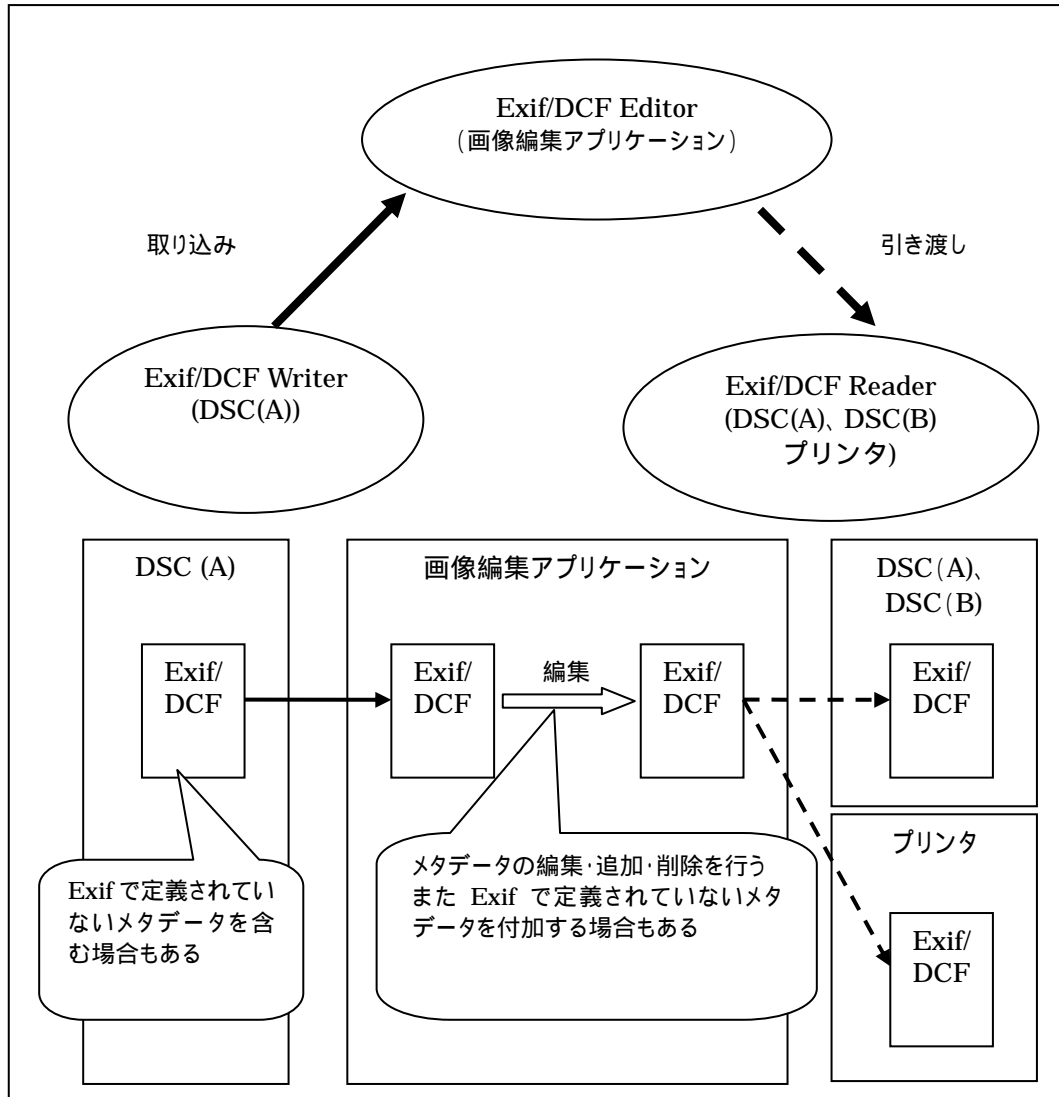 Exif/DCF Editor
(画像編集アプリケーション)
取り込み
引き渡し
Exif/DCF Writer
(DSC(A))
Exif/DCF Reader
(DSC(A)、DSC(B)
プリンタ)
DSC (A)
画像編集アプリケーション
DSC(A)、
DSC(B)
Exif/
DCF
Exif/
DCF
編集
Exif/
DCF
Exif/
DCF
Exif で定義されてい
ないメタデータを含
む場合もある
メタデータの編集・追加・削除を行う
また Exif で定義されていないメタ
データを付加する場合もある
プリンタ
Exif/
DCF